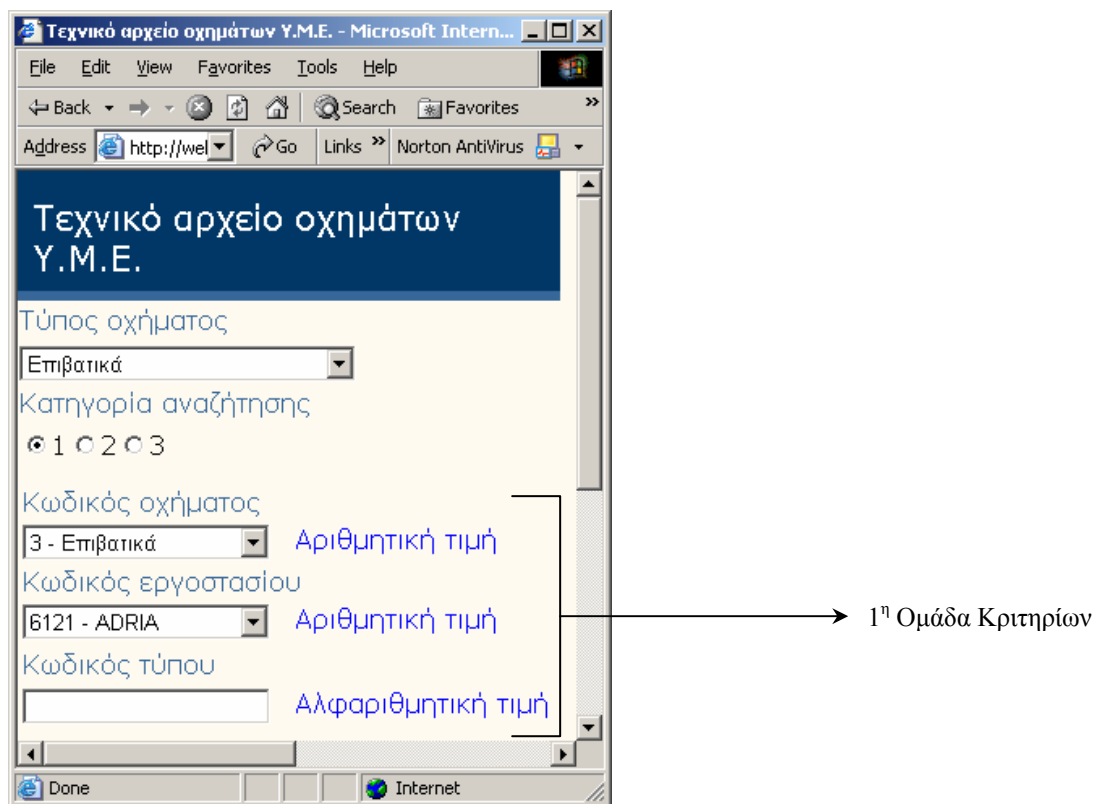 Τεχνικό αρχείο οχημάτων Υ.Μ.Ε. - Microsoft Intern...
File Edit View Favorites Tools Help
Back Search Favorites »
Address http://wel Go Links » Norton AntiVirus
Τεχνικό αρχείο οχημάτων
Υ.Μ.Ε.
Τύπος οχήματος
Επιβατικά
Κατηγορία αναζήτησης
1 2 3
Κωδικός οχήματος
3 - Επιβατικά Αριθμητική τιμή
Κωδικός εργοστασίου
6121 - ADRIA Αριθμητική τιμή
1η Ομάδα Κριτηρίων
Κωδικός τύπου
Αλφαριθμητική τιμή
Done Internet